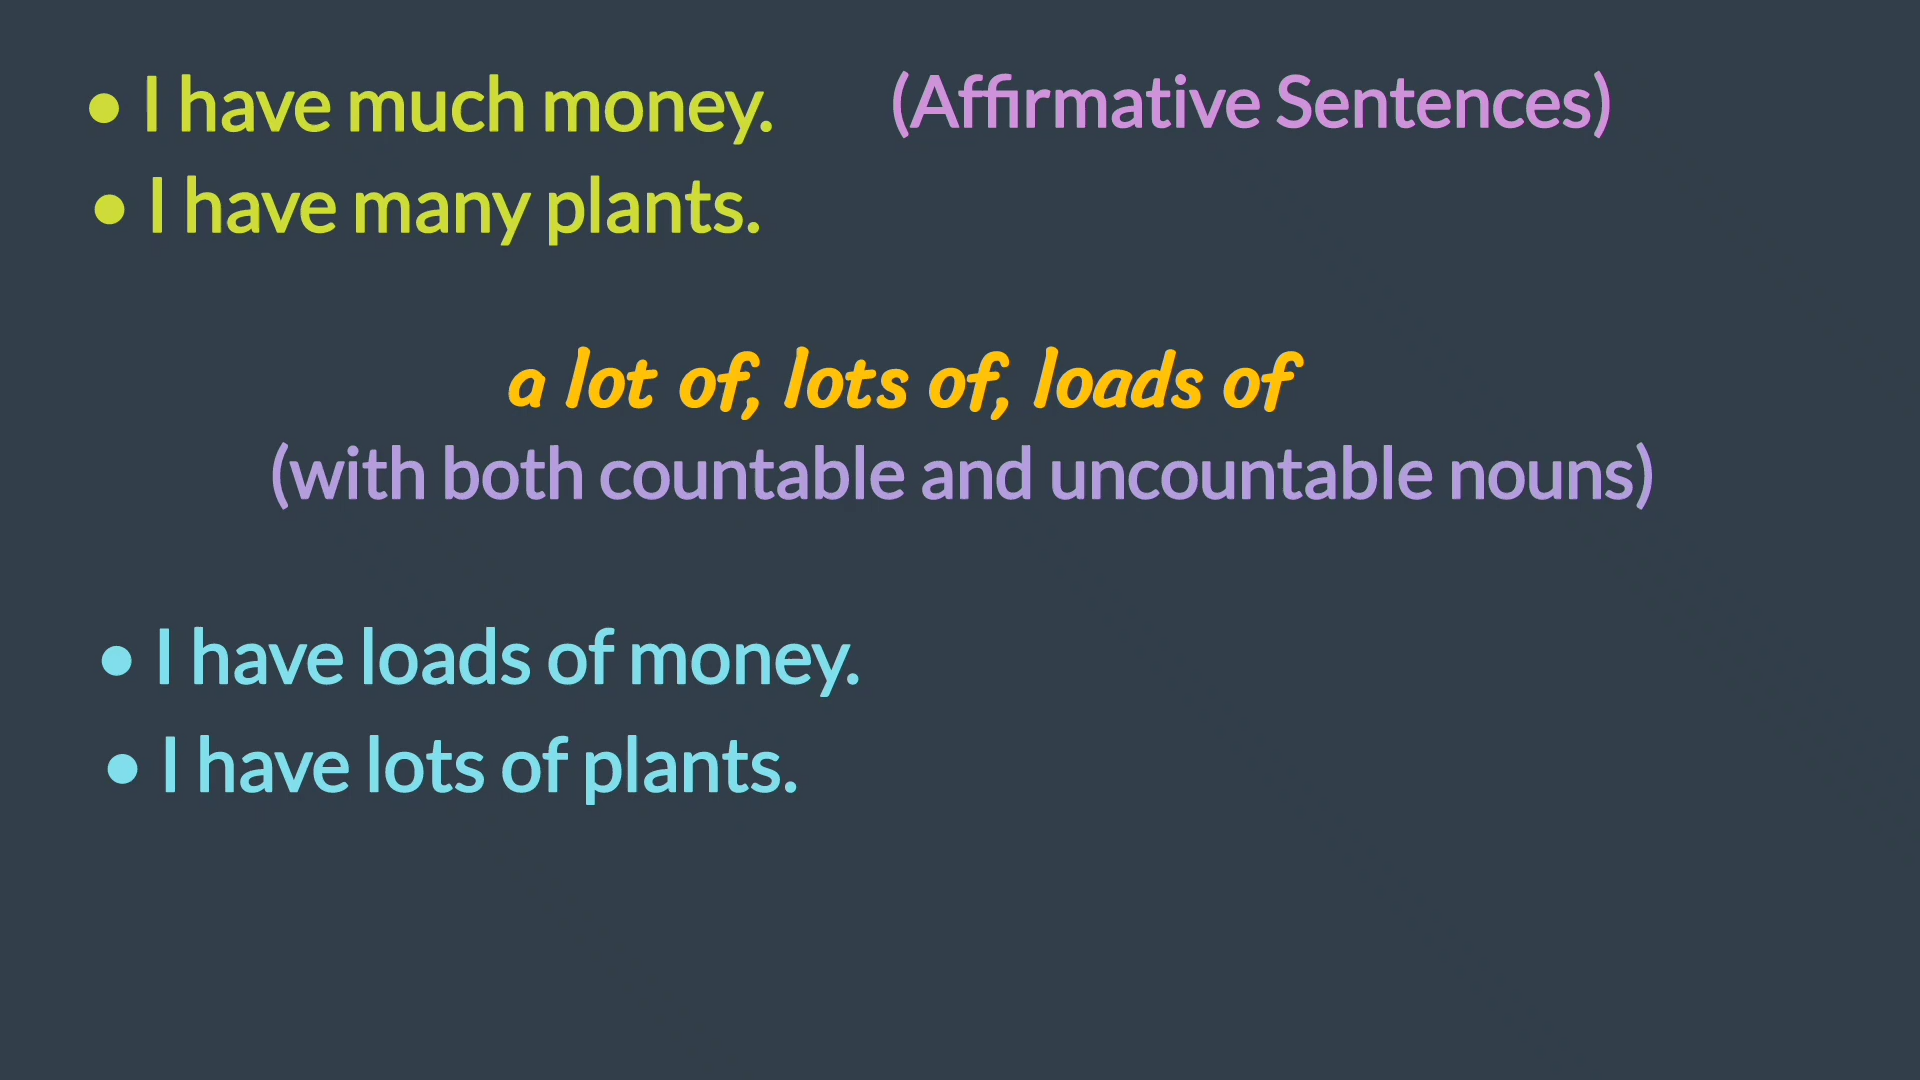 • I have much money. (Affirmative Sentences)
• I have many plants.
a lot of, lots of, loads of
(with both countable and uncountable nouns)
• I have loads of money.
• I have lots of plants.